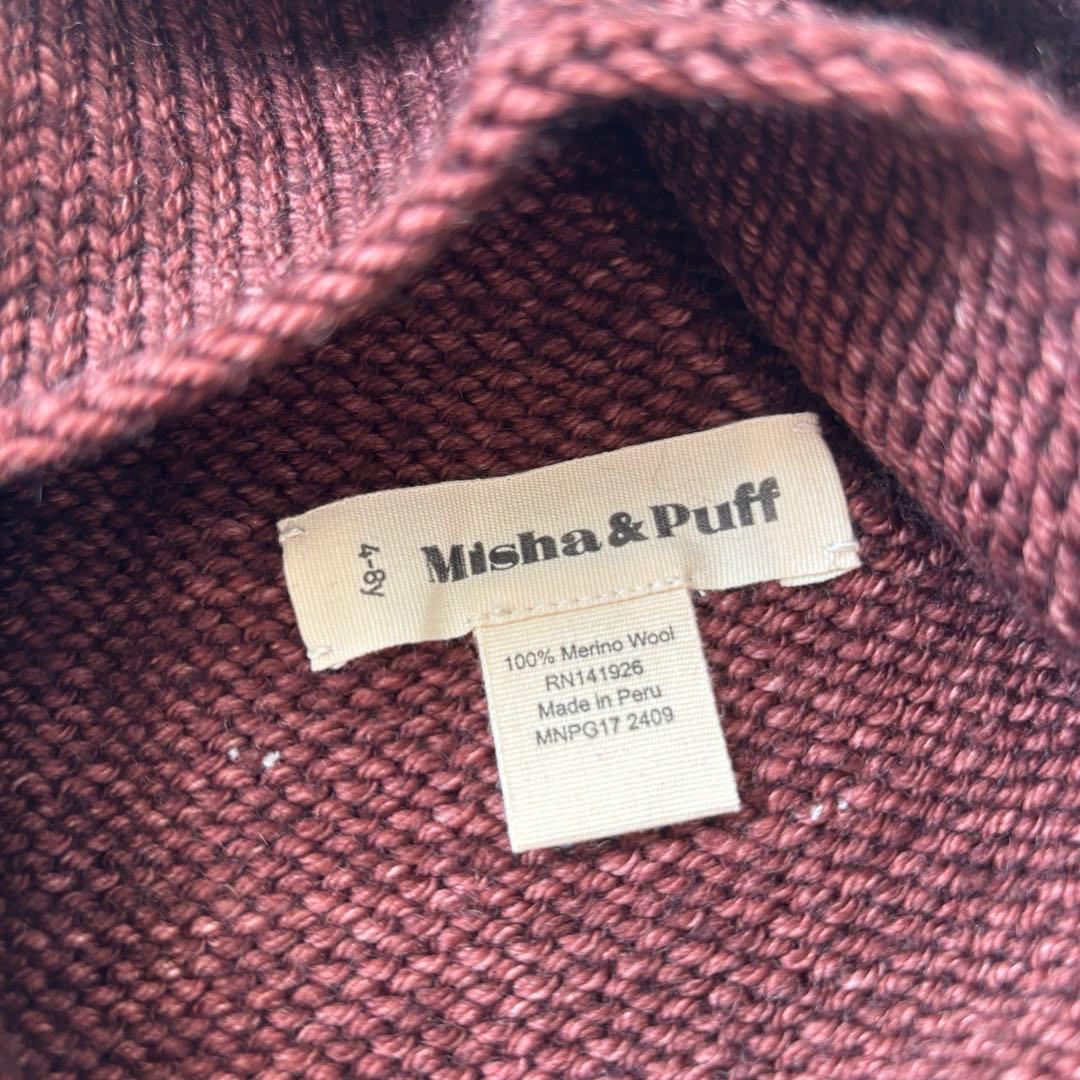 Misha & Puff
4-8y
100% Merino Wool
RN141926
Made in Peru
MNPG17 2409